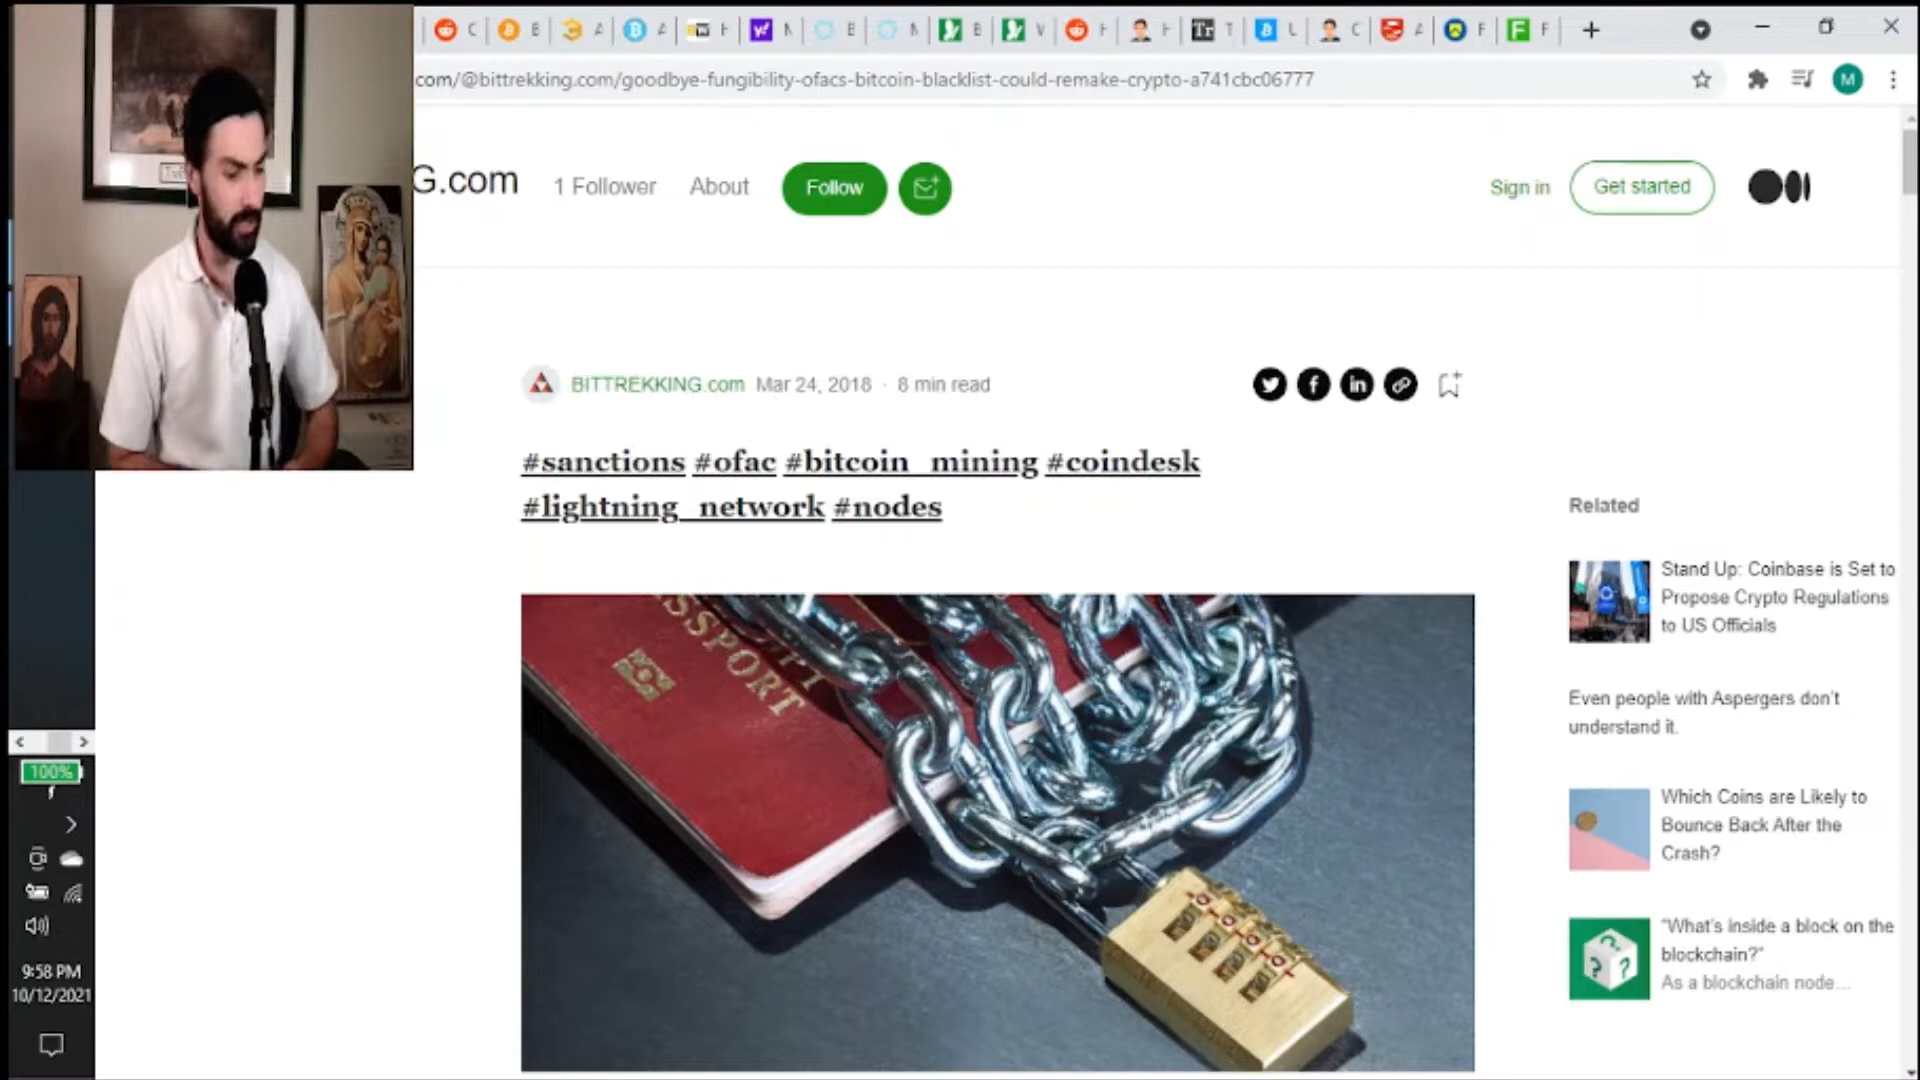 com/@bittrekking.com/goodbye-fungibility-ofacs-bitcoin-blacklist-could-remake-crypto-a741cbc06777
M
G.com 1 Follower About Follow
Sign in Get started
BITTREKKING.com Mar 24, 2018 · 8 min read
#sanctions #ofac #bitcoin_mining #coindesk
#lightning_network #nodes
PASSPORT
Related
Stand Up: Coinbase is Set to
Propose Crypto Regulations
to US Officials
Even people with Aspergers don't
understand it.
Which Coins are Likely to
Bounce Back After the
Crash?
"What's inside a block on the
blockchain?"
As a blockchain node...
100%
9:58 PM
10/12/2021